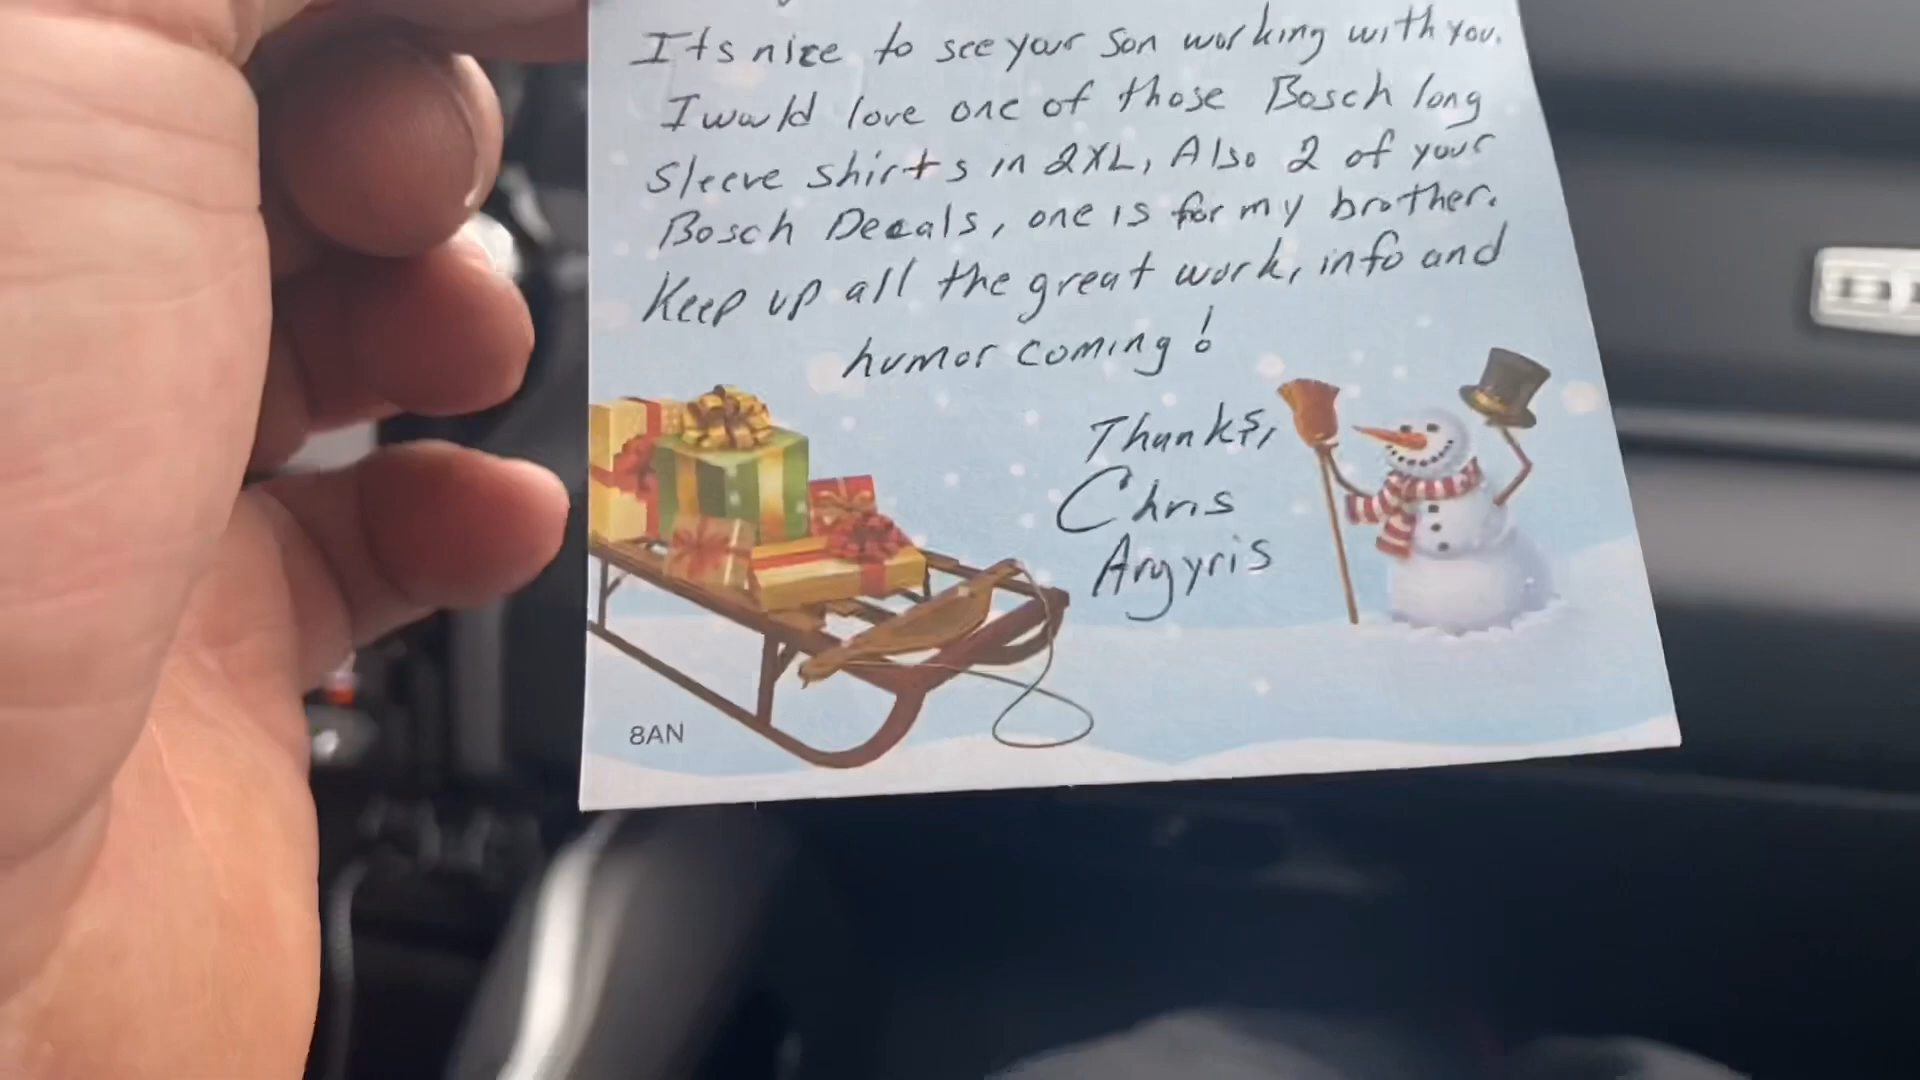 Its nice to see your Son working with you.
I would love one of those Bosch long
sleeve shirts in 2XL, Also 2 of your
Bosch Decals, one is for my brother.
Keep up all the great work, info and
humor coming!
Thanks,
Chris
Argyris
8AN